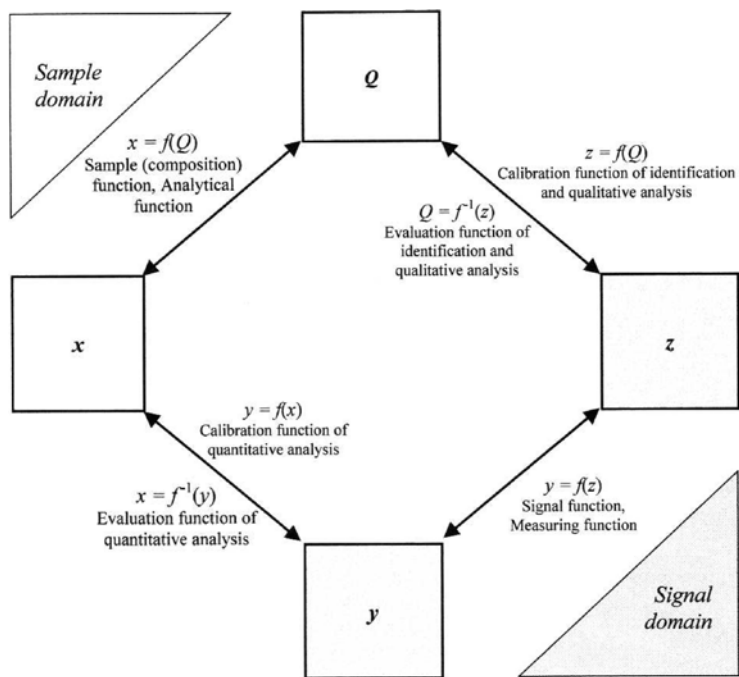 Sample
domain
Q
x = f(Q)
Sample (composition)
function, Analytical
function
z = f(Q)
Calibration function of identification
and qualitative analysis
Q = f⁻¹(z)
Evaluation function of
identification and
qualitative analysis
x
z
y = f(x)
Calibration function of
quantitative analysis
x = f⁻¹(y)
Evaluation function of
quantitative analysis
y = f(z)
Signal function,
Measuring function
y
Signal
domain